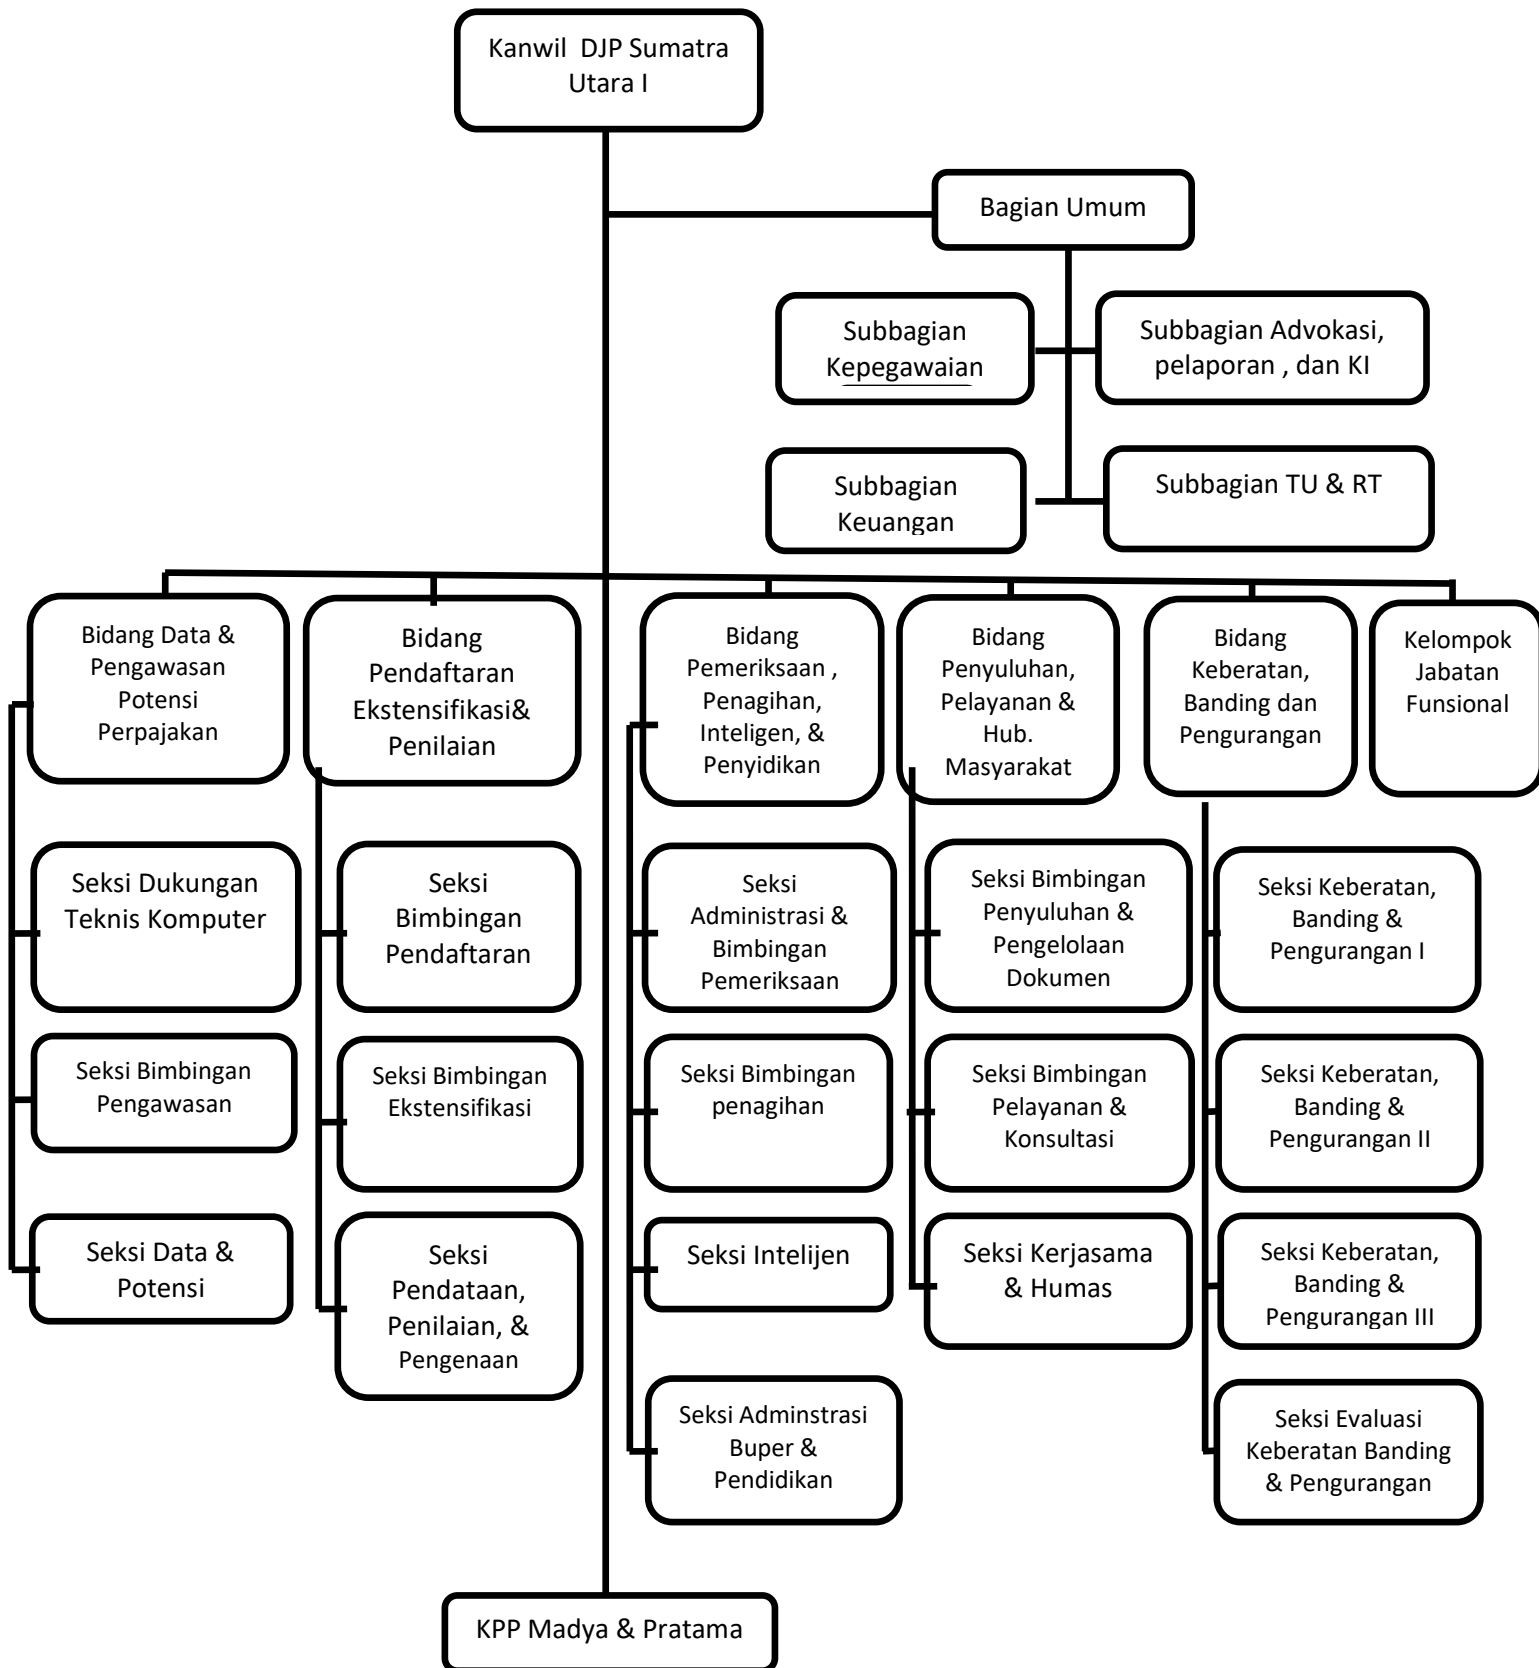 Kanwil  DJP Sumatra
Utara I
Bagian Umum
Subbagian
Kepegawaian
Subbagian Advokasi,
pelaporan , dan KI
Subbagian
Keuangan
Subbagian TU & RT
Bidang Data &
Pengawasan
Potensi
Perpajakan
Bidang
Pendaftaran
Ekstensifikasi&
Penilaian
Bidang
Pemeriksaan ,
Penagihan,
Inteligen, &
Penyidikan
Bidang
Penyuluhan,
Pelayanan &
Hub.
Masyarakat
Bidang
Keberatan,
Banding dan
Pengurangan
Kelompok
Jabatan
Funsional
Seksi Dukungan
Teknis Komputer
Seksi
Bimbingan
Pendaftaran
Seksi
Administrasi &
Bimbingan
Pemeriksaan
Seksi Bimbingan
Penyuluhan &
Pengelolaan
Dokumen
Seksi Keberatan,
Banding &
Pengurangan I
Seksi Bimbingan
Pengawasan
Seksi Bimbingan
Ekstensifikasi
Seksi Bimbingan
penagihan
Seksi Bimbingan
Pelayanan &
Konsultasi
Seksi Keberatan,
Banding &
Pengurangan II
Seksi Data &
Potensi
Seksi
Pendataan,
Penilaian, &
Pengenaan
Seksi Intelijen
Seksi Kerjasama
& Humas
Seksi Keberatan,
Banding &
Pengurangan III
Seksi Adminstrasi
Buper &
Pendidikan
Seksi Evaluasi
Keberatan Banding
& Pengurangan
KPP Madya & Pratama